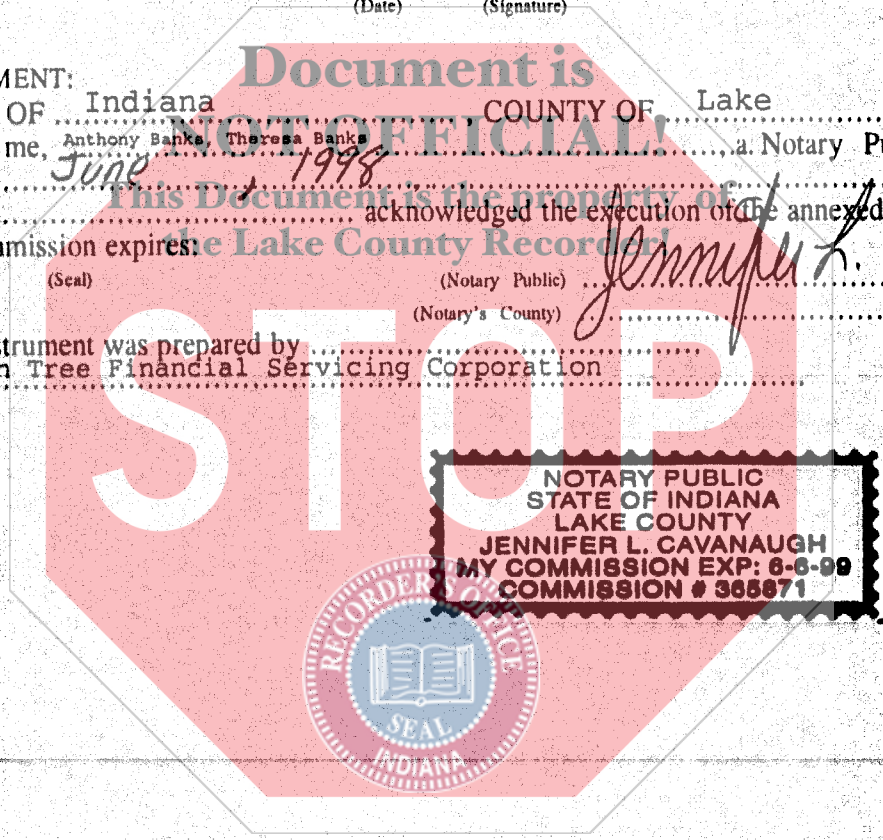 (Date) (Signature)
Document is
MENT:
OF Indiana, COUNTY OF Lake
NOT OFFICIAL!
me, Anthony Banks, Theresa Banks, a Notary Pu
June, 1998
This Document is the property of
acknowledged the execution of the annexed
the Lake County Recorder!
mmission expires:
(Seal) (Notary Public) Jennifer L.
(Notary's County)
strument was prepared by
n Tree Financial Servicing Corporation
STOP
NOTARY PUBLIC
STATE OF INDIANA
LAKE COUNTY
JENNIFER L. CAVANAUGH
MY COMMISSION EXP: 6-6-99
COMMISSION # 365871
RECORDER'S OFFICE
SEAL
INDIANA